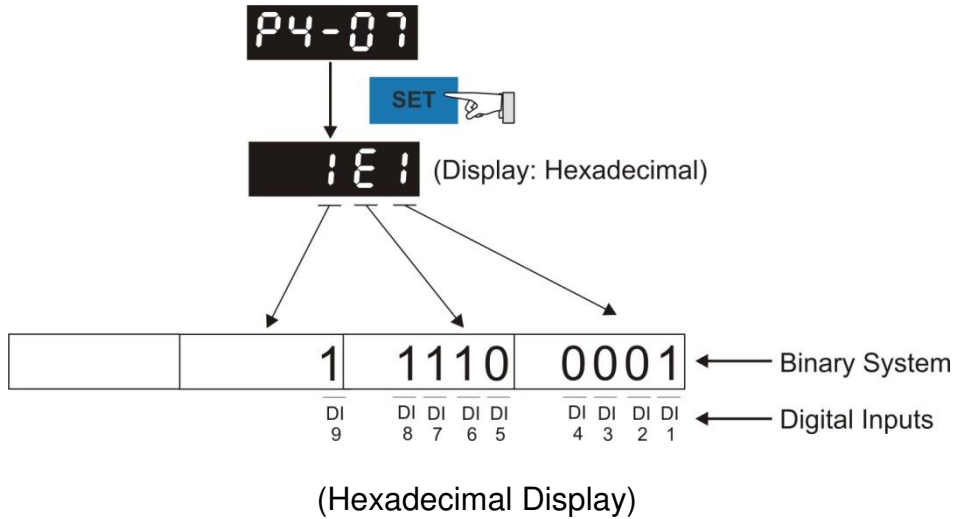 P4-07
SET
1E1 (Display: Hexadecimal)
1 1110 0001 Binary System
DI DI DI DI DI DI DI DI DI Digital Inputs
9 8 7 6 5 4 3 2 1
(Hexadecimal Display)